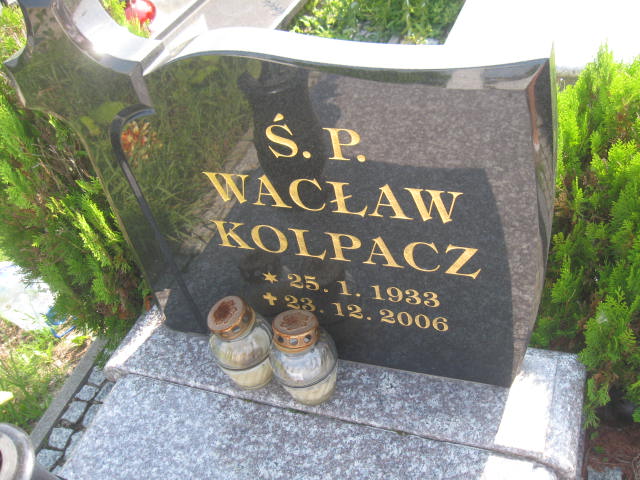 Ś. P.
WACŁAW
KOLPACZ
* 25. 1. 1933
✝ 23. 12. 2006